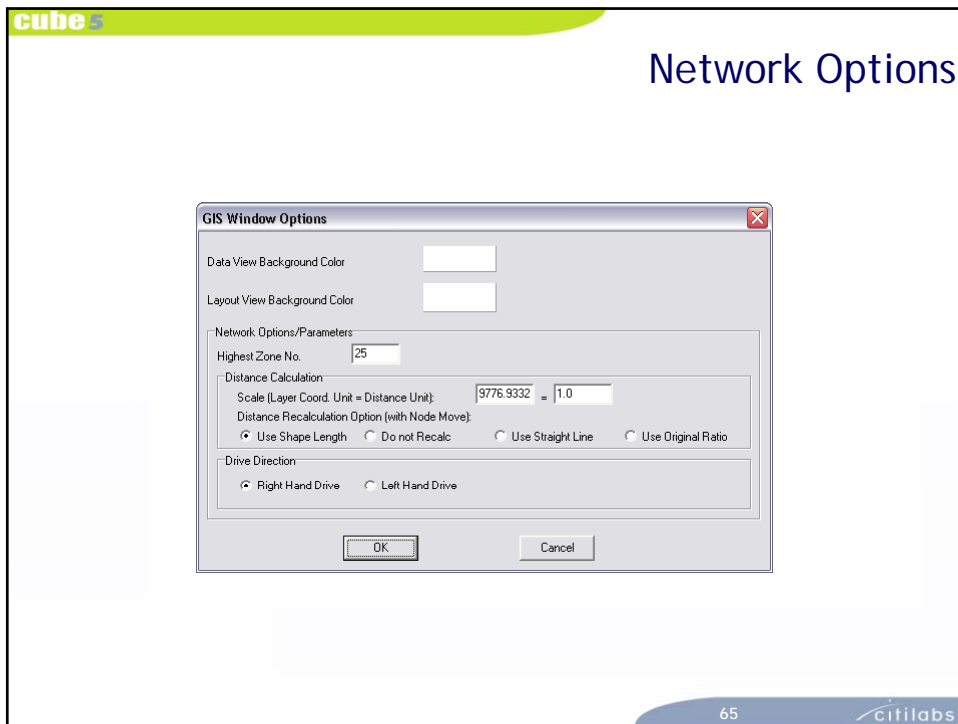 cube 5
Network Options
GIS Window Options
Data View Background Color
Layout View Background Color
Network Options/Parameters
Highest Zone No. 25
Distance Calculation
Scale (Layer Coord. Unit = Distance Unit): 9776.9332 = 1.0
Distance Recalculation Option (with Node Move):
Use Shape Length Do not Recalc Use Straight Line Use Original Ratio
Drive Direction
Right Hand Drive Left Hand Drive
OK Cancel
65 citilabs